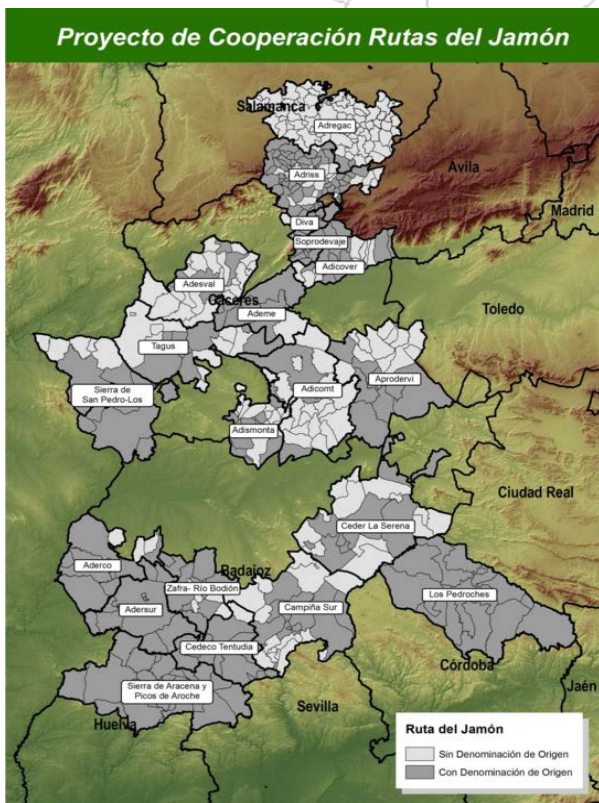 Proyecto de Cooperación Rutas del Jamón
Salamanca
Adregac
Adriss
Ávila
Diva
Madrid
Soprodevaje
Adicover
Adesval
Cáceres
Ademe
Toledo
Tagus
Sierra de
San Pedro-Los
Adicomt
Aprodervi
Adismonta
Ciudad Real
Ceder La Serena
Aderco
Badajoz
Zafra- Río Bodión
Los Pedroches
Adersur
Campiña Sur
Cedeco Tentudia
Córdoba
Jaén
Sierra de Aracena y
Picos de Aroche
Sevilla
Huelva
Ruta del Jamón
Sin Denominación de Origen
Con Denominación de Origen